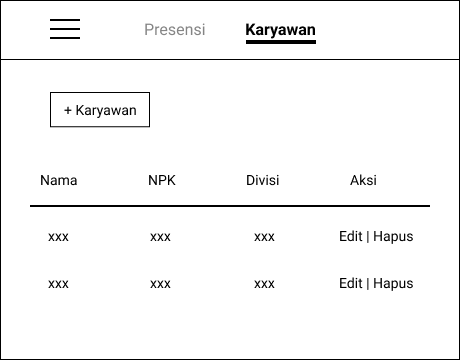 Presensi Karyawan
+ Karyawan
Nama NPK Divisi Aksi
xxx xxx xxx Edit | Hapus
xxx xxx xxx Edit | Hapus